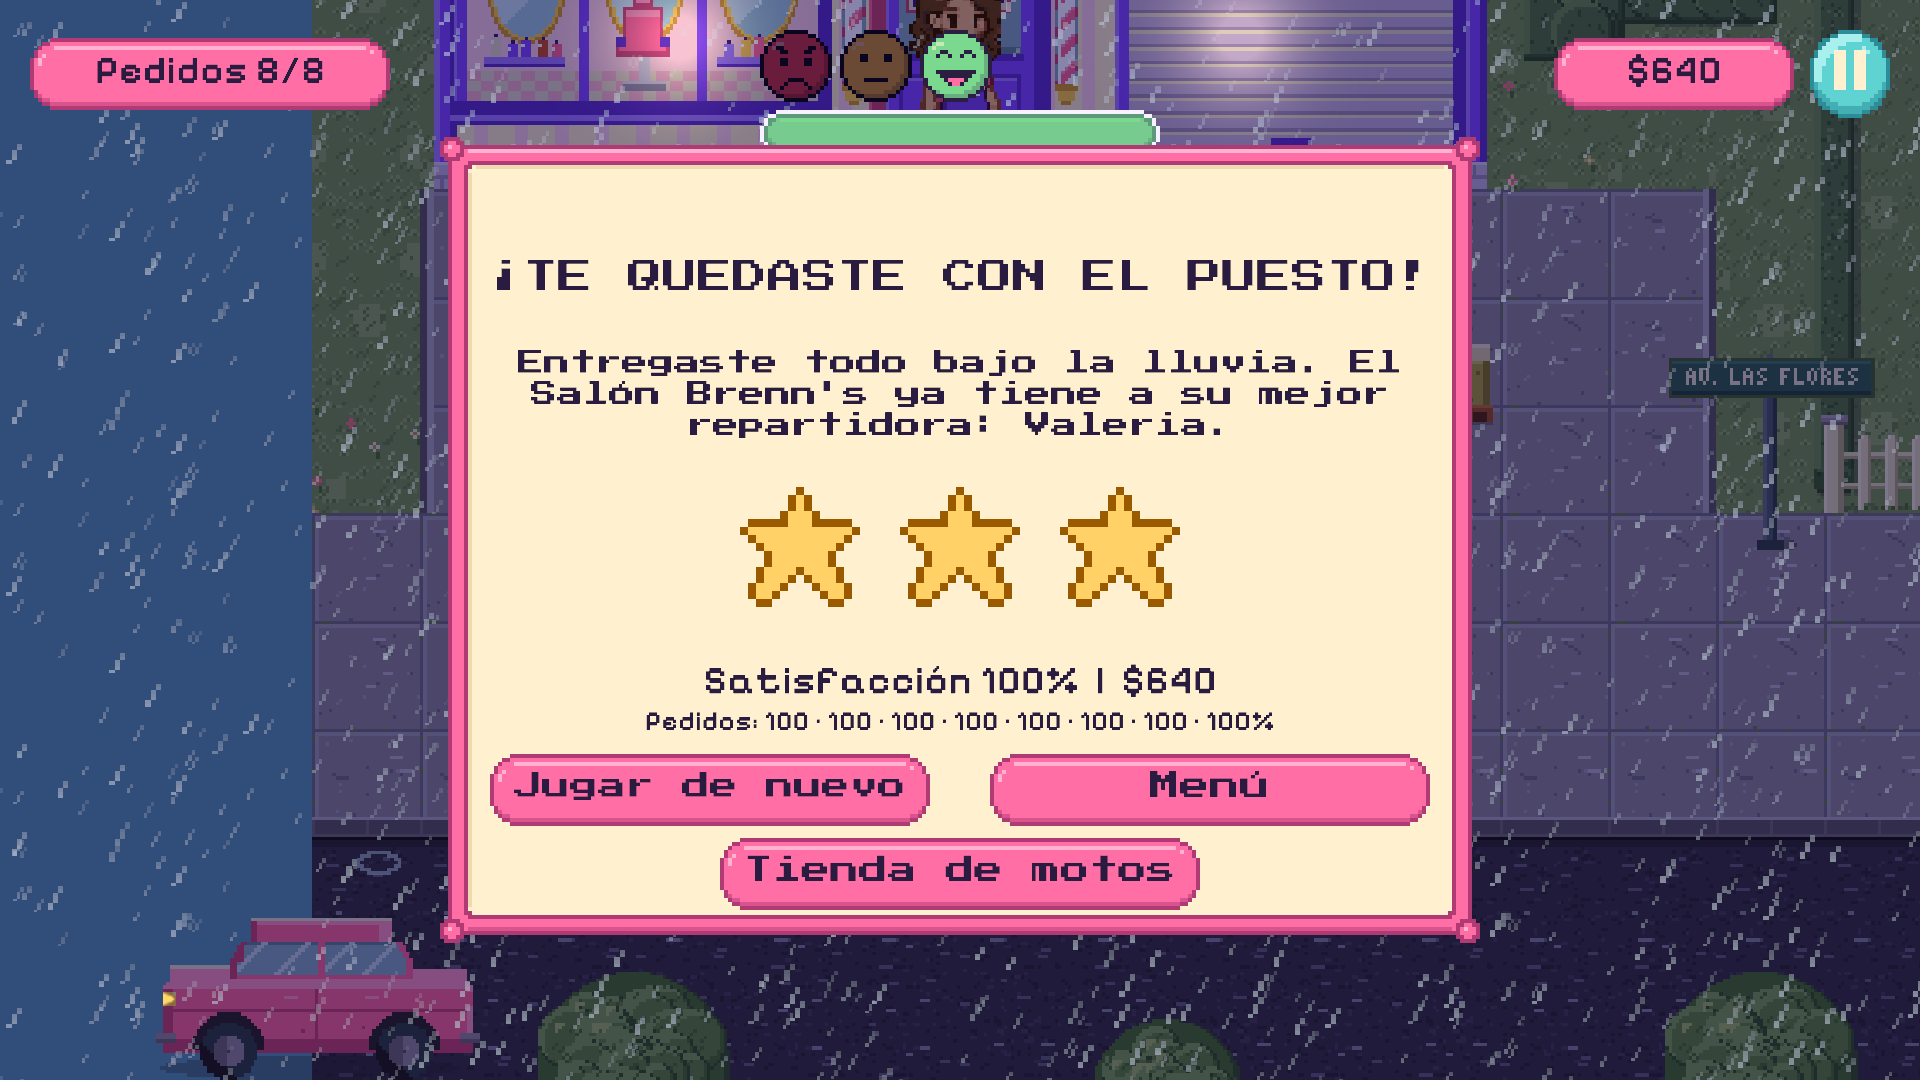 Pedidos 8/8
$640
¡TE QUEDASTE CON EL PUESTO!
Entregaste todo bajo la lluvia. El
Salón Brenn's ya tiene a su mejor
repartidora: Valeria.
AV. LAS FLORES
Satisfacción 100% | $640
Pedidos: 100 · 100 · 100 · 100 · 100 · 100 · 100 · 100%
Jugar de nuevo
Menú
Tienda de motos